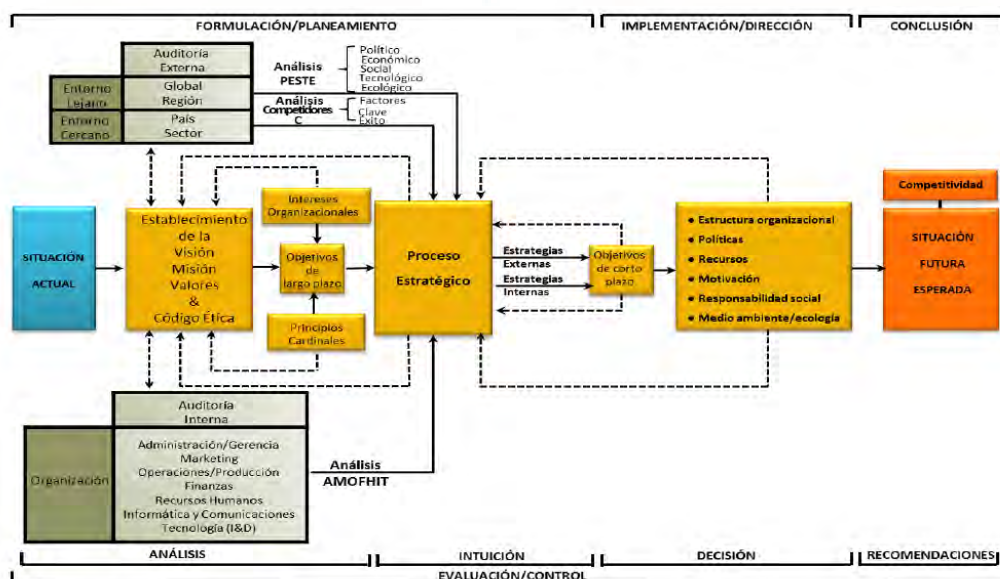 FORMULACIÓN/PLANEAMIENTO
IMPLEMENTACIÓN/DIRECCIÓN
CONCLUSIÓN
Auditoría
Externa
Entorno
Lejano
Global
Región
Entorno
Cercano
País
Sector
Análisis
PESTE
Político
Económico
Social
Tecnológico
Ecológico
Análisis
Competidores
C
Factores
Clave
Éxito
SITUACIÓN
ACTUAL
Establecimiento
de la
Visión
Misión
Valores
&
Código Ética
Intereses
Organizacionales
Objetivos de
largo plazo
Principios
Cardinales
Proceso
Estratégico
Estrategias
Externas
Estrategias
Internas
Objetivos
de corto
plazo
• Estructura organizacional
• Políticas
• Recursos
• Motivación
• Responsabilidad social
• Medio ambiente/ecología
Competitividad
SITUACIÓN
FUTURA
ESPERADA
Auditoría
Interna
Organización
Administración/Gerencia
Marketing
Operaciones/Producción
Finanzas
Recursos Humanos
Informática y Comunicaciones
Tecnología (I&D)
Análisis
AMOFHIT
ANÁLISIS
INTUICIÓN
DECISIÓN
RECOMENDACIONES
EVALUACIÓN/CONTROL